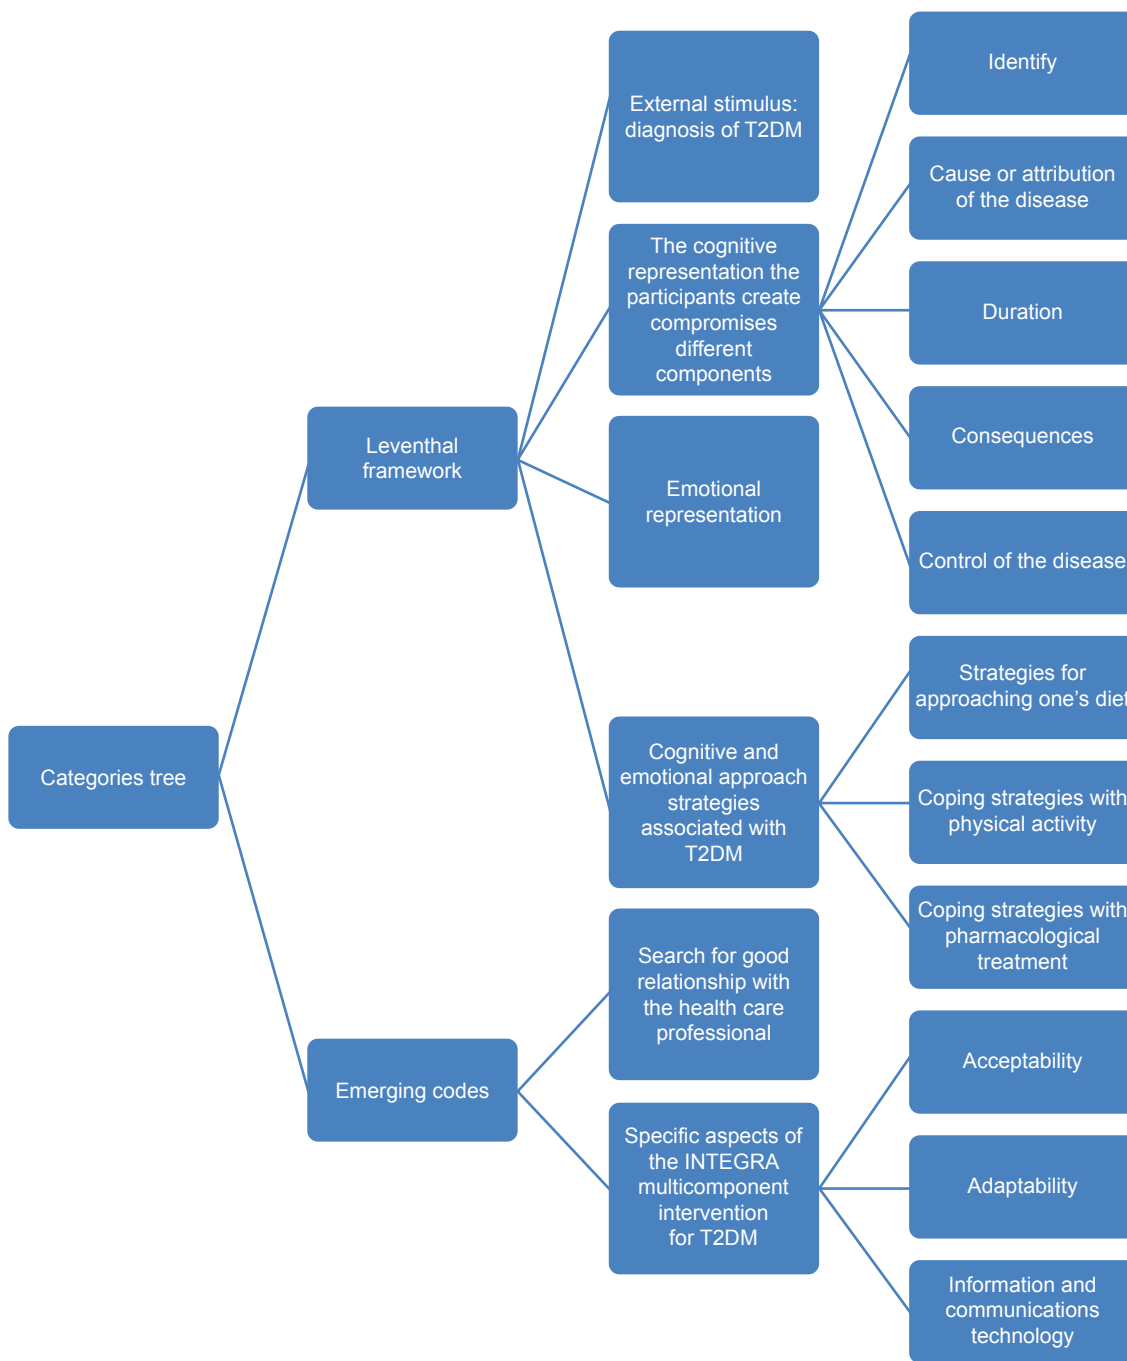 Categories tree
Leventhal
framework
Emerging codes
External stimulus:
diagnosis of T2DM
The cognitive
representation the
participants create
compromises
different
components
Emotional
representation
Cognitive and
emotional approach
strategies
associated with
T2DM
Search for good
relationship with
the health care
professional
Specific aspects of
the INTEGRA
multicomponent
intervention
for T2DM
Identify
Cause or attribution
of the disease
Duration
Consequences
Control of the disease
Strategies for
approaching one’s diet
Coping strategies with
physical activity
Coping strategies with
pharmacological
treatment
Acceptability
Adaptability
Information and
communications
technology